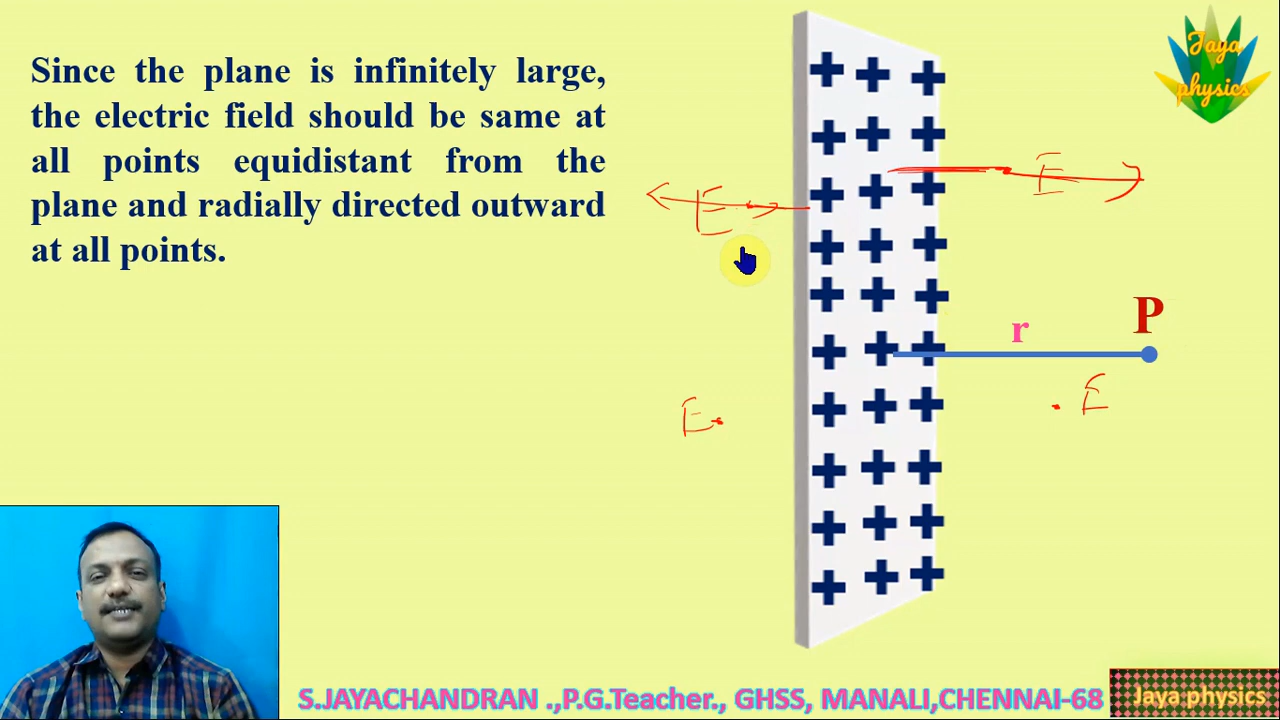 Since the plane is infinitely large,
the electric field should be same at
all points equidistant from the
plane and radially directed outward
at all points.
Jaya
physics
E
E
r
P
E
E
S.JAYACHANDRAN .,P.G.Teacher., GHSS, MANALI,CHENNAI-68
Jaya physics